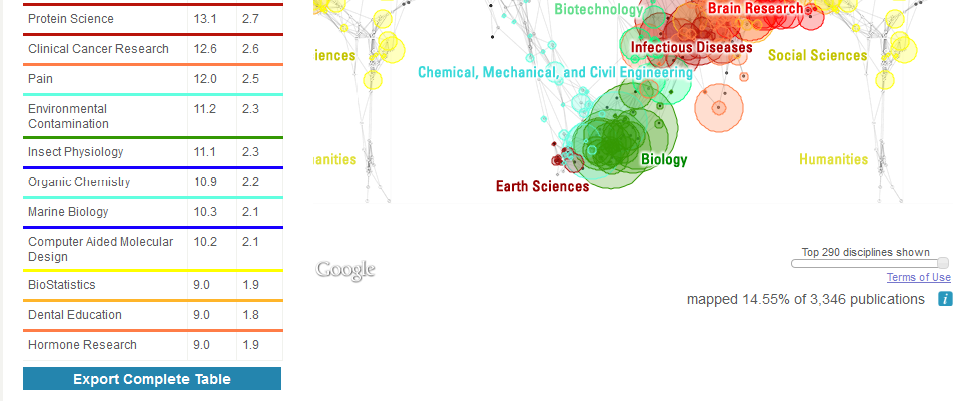 Protein Science 13.1 2.7
Clinical Cancer Research 12.6 2.6
Pain 12.0 2.5
Environmental 11.2 2.3
Contamination
Insect Physiology 11.1 2.3
Organic Chemistry 10.9 2.2
Marine Biology 10.3 2.1
Computer Aided Molecular 10.2 2.1
Design
BioStatistics 9.0 1.9
Dental Education 9.0 1.8
Hormone Research 9.0 1.9
Export Complete Table
Biotechnology
Brain Research
Infectious Diseases
iences
Social Sciences
Chemical, Mechanical, and Civil Engineering
anities
Biology
Humanities
Earth Sciences
Google
Top 290 disciplines shown
Terms of Use
mapped 14.55% of 3,346 publications i